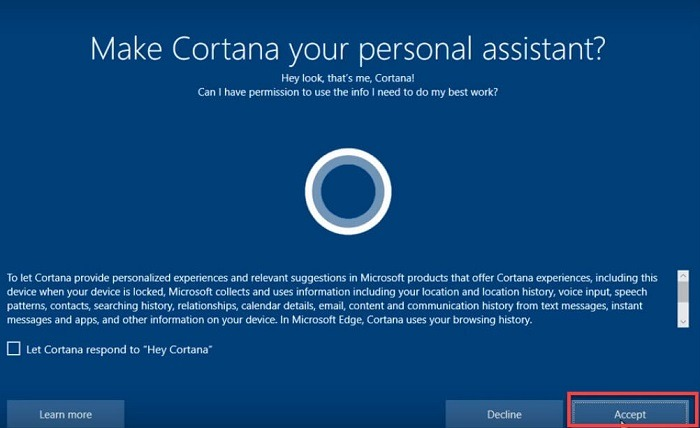 Make Cortana your personal assistant?
Hey look, that's me, Cortana!
Can I have permission to use the info I need to do my best work?
To let Cortana provide personalized experiences and relevant suggestions in Microsoft products that offer Cortana experiences, including this
device when your device is locked, Microsoft collects and uses information including your location and location history, voice input, speech
patterns, contacts, searching history, relationships, calendar details, email, content and communication history from text messages, instant
messages and apps, and other information on your device. In Microsoft Edge, Cortana uses your browsing history.
Let Cortana respond to "Hey Cortana"
Learn more
Decline
Accept